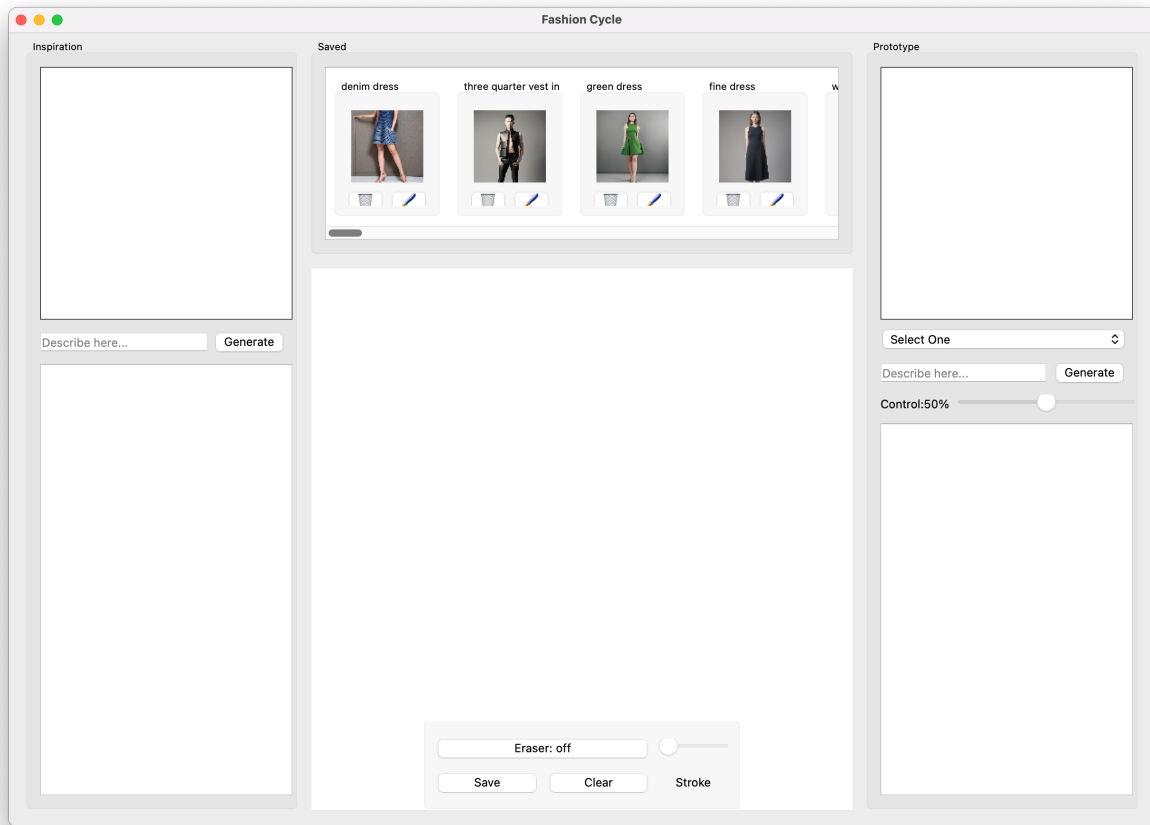 Fashion Cycle
Inspiration
Saved
Prototype
denim dress
three quarter vest in
green dress
fine dress
w
Describe here...
Generate
Select One
Describe here...
Generate
Control:50%
Eraser: off
Save
Clear
Stroke